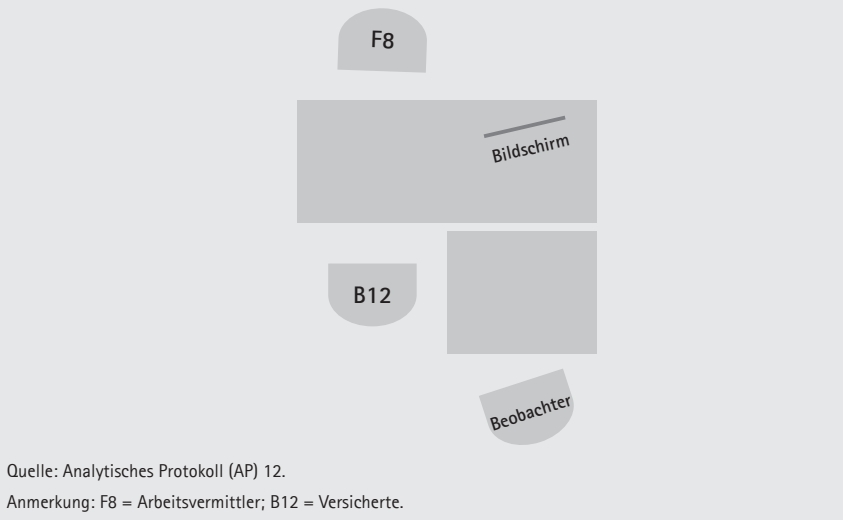 F8
Bildschirm
B12
Beobachter
Quelle: Analytisches Protokoll (AP) 12.
Anmerkung: F8 = Arbeitsvermittler; B12 = Versicherte.